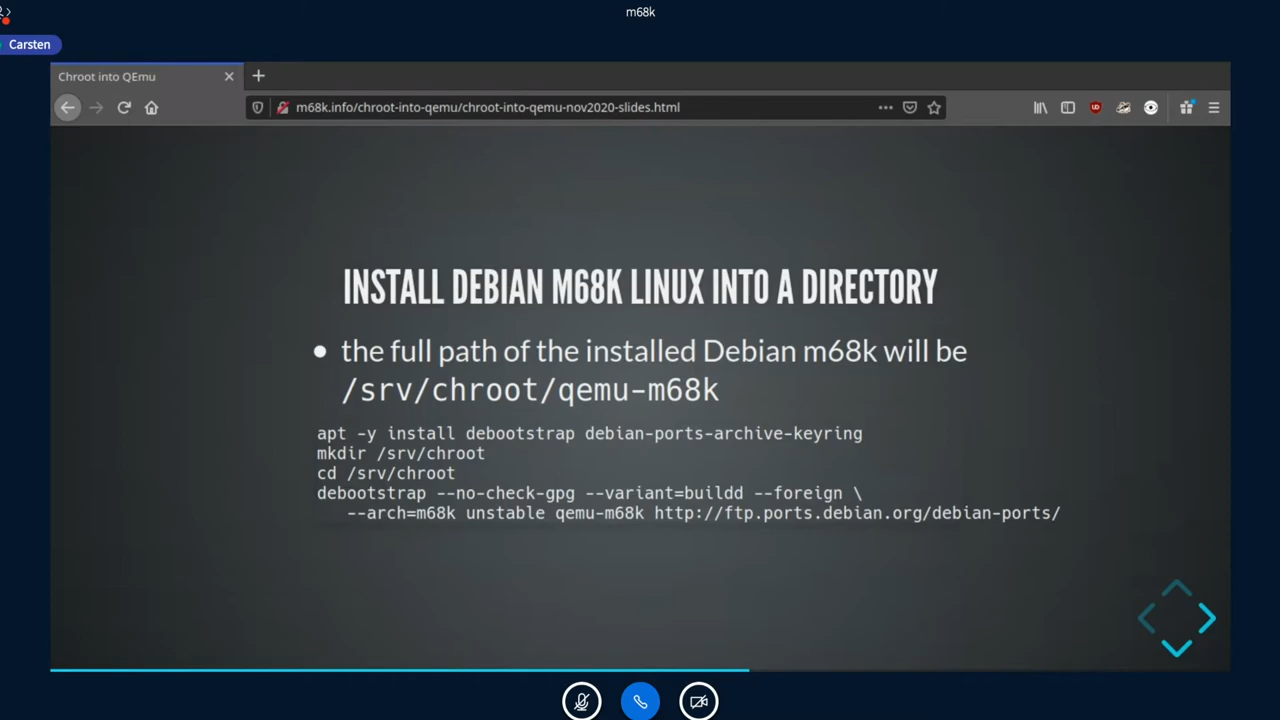 m68k
Carsten
Chroot into QEmu
m68k.info/chroot-into-qemu/chroot-into-qemu-nov2020-slides.html
INSTALL DEBIAN M68K LINUX INTO A DIRECTORY
• the full path of the installed Debian m68k will be
/srv/chroot/qemu-m68k
apt -y install debootstrap debian-ports-archive-keyring
mkdir /srv/chroot
cd /srv/chroot
debootstrap --no-check-gpg --variant=buildd --foreign \
--arch=m68k unstable qemu-m68k http://ftp.ports.debian.org/debian-ports/